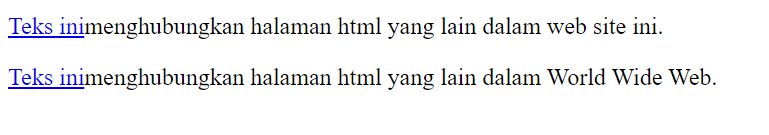 Teks inimenghubungkan halaman html yang lain dalam web site ini.
Teks inimenghubungkan halaman html yang lain dalam World Wide Web.